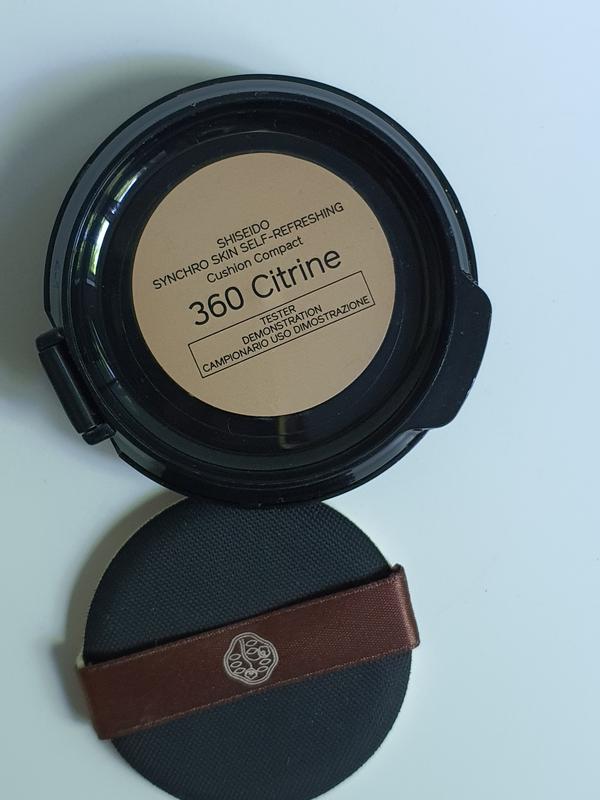 SHISEIDO
SYNCHRO SKIN SELF-REFRESHING
Cushion Compact
360 Citrine
TESTER
DEMONSTRATION
CAMPIONARIO USO DIMOSTRAZIONE